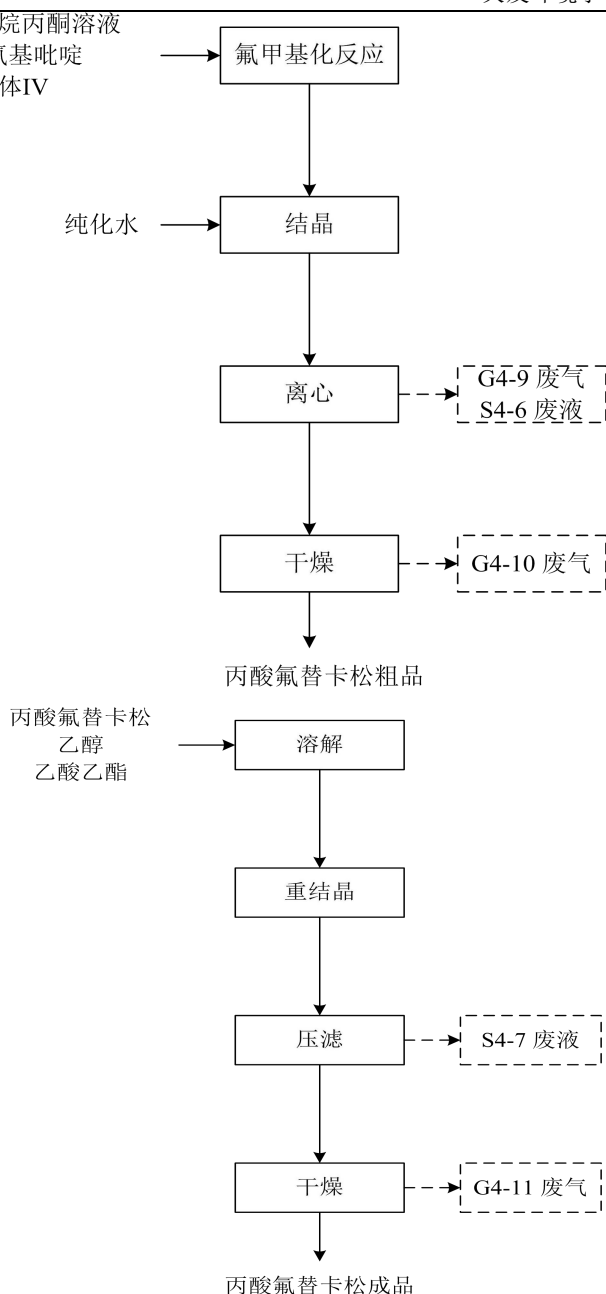 烷丙酮溶液
氨基吡啶
体IV
氟甲基化反应
纯化水
结晶
离心
G4-9 废气
S4-6 废液
干燥
G4-10 废气
丙酸氟替卡松粗品
丙酸氟替卡松
乙醇
乙酸乙酯
溶解
重结晶
压滤
S4-7 废液
干燥
G4-11 废气
丙酸氟替卡松成品